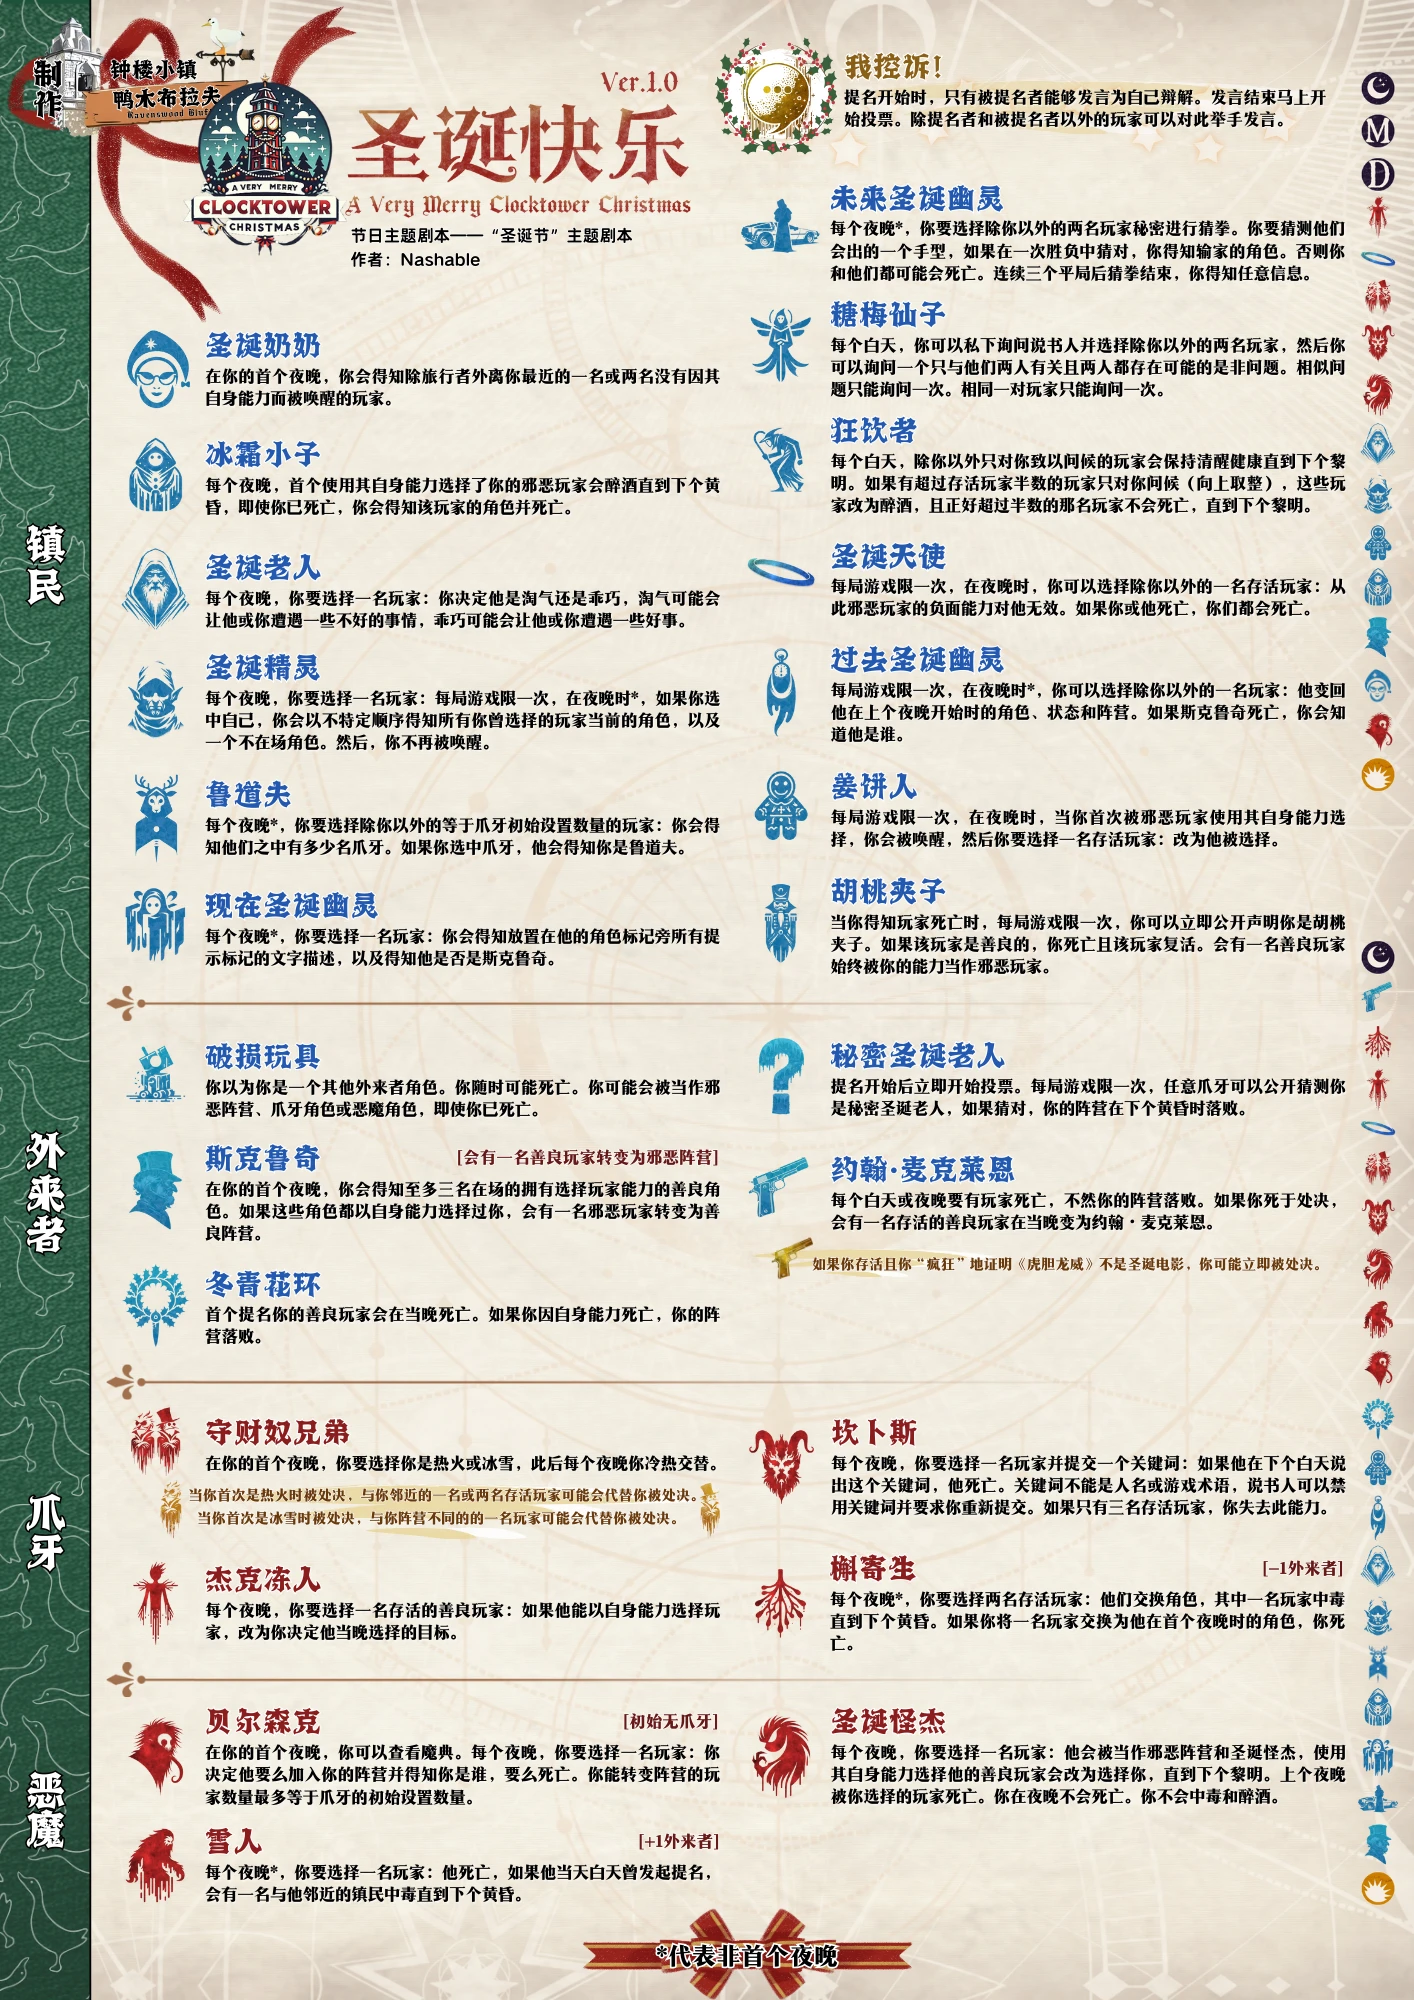 制作
钟楼小镇
鸦木布拉夫
Ravenswood Bluff
A VERY MERRY
CLOCKTOWER
CHRISTMAS
Ver.1.0
圣诞快乐
A Very Merry Clocktower Christmas
节日主题剧本——“圣诞节”主题剧本
作者：Nashable
我控诉！
提名开始时，只有被提名者能够发言为自己辩解。发言结束马上开
始投票。除提名者和被提名者以外的玩家可以对此举手发言。
M
D
镇民
圣诞奶奶
在你的首个夜晚，你会得知除旅行者外离你最近的一名或两名没有因其
自身能力而被唤醒的玩家。
冰霜小子
每个夜晚，首个使用其自身能力选择了你的邪恶玩家会醉酒直到下个黄
昏，即使你已死亡，你会得知该玩家的角色并死亡。
圣诞老人
每个夜晚，你要选择一名玩家：你决定他是淘气还是乖巧，淘气可能会
让他或你遭遇一些不好的事情，乖巧可能会让他或你遭遇一些好事。
圣诞精灵
每个夜晚，你要选择一名玩家：每局游戏限一次，在夜晚时*，如果你选
中自己，你会以不特定顺序得知所有你曾选择的玩家当前的角色，以及
一个不在场角色。然后，你不再被唤醒。
鲁道夫
每个夜晚*，你要选择除你以外的等于爪牙初始设置数量的玩家：你会得
知他们之中有多少名爪牙。如果你选中爪牙，他会得知你是鲁道夫。
现在圣诞幽灵
每个夜晚*，你要选择一名玩家：你会得知放置在他的角色标记旁所有提
示标记的文字描述，以及得知他是否是斯克鲁奇。
未来圣诞幽灵
每个夜晚*，你要选择除你以外的两名玩家秘密进行猜拳。你要猜测他们
会出的一个手型，如果在一次胜负中猜对，你得知输家的角色。否则你
和他们都可能会死亡。连续三个平局后猜拳结束，你得知任意信息。
糖梅仙子
每个白天，你可以私下询问说书人并选择除你以外的两名玩家，然后你
可以询问一个只与他们两人有关且两人都存在可能的是非问题。相似问
题只能询问一次。相同一对玩家只能询问一次。
狂饮者
每个白天，除你以外只对你致以问候的玩家会保持清醒健康直到下个黎
明。如果有超过存活玩家半数的玩家只对你问候（向上取整），这些玩
家改为醉酒，且正好超过半数的那名玩家不会死亡，直到下个黎明。
圣诞天使
每局游戏限一次，在夜晚时，你可以选择除你以外的一名存活玩家：从
此邪恶玩家的负面能力对他无效。如果你或他死亡，你们都会死亡。
过去圣诞幽灵
每局游戏限一次，在夜晚时*，你可以选择除你以外的一名玩家：他变回
他在上个夜晚开始时的角色、状态和阵营。如果斯克鲁奇死亡，你会知
道他是谁。
姜饼人
每局游戏限一次，在夜晚时，当你首次被邪恶玩家使用其自身能力选
择，你会被唤醒，然后你要选择一名存活玩家：改为他被选择。
胡桃夹子
当你得知玩家死亡时，每局游戏限一次，你可以立即公开声明你是胡桃
夹子。如果该玩家是善良的，你死亡且该玩家复活。会有一名善良玩家
始终被你的能力当作邪恶玩家。
外来者
破损玩具
你以为你是一个其他外来者角色。你随时可能死亡。你可能会被当作邪
恶阵营、爪牙角色或恶魔角色，即使你已死亡。
斯克鲁奇
[会有一名善良玩家转变为邪恶阵营]
在你的首个夜晚，你会得知至多三名在场的拥有选择玩家能力的善良角
色。如果这些角色都以自身能力选择过你，会有一名邪恶玩家转变为善
良阵营。
冬青花环
首个提名你的善良玩家会在当晚死亡。如果你因自身能力死亡，你的阵
营落败。
秘密圣诞老人
提名开始后立即开始投票。每局游戏限一次，任意爪牙可以公开猜测你
是秘密圣诞老人，如果猜对，你的阵营在下个黄昏时落败。
约翰·麦克莱恩
每个白天或夜晚要有玩家死亡，不然你的阵营落败。如果你死于处决，
会有一名存活的善良玩家在当晚变为约翰·麦克莱恩。
如果你存活且你“疯狂”地证明《虎胆龙威》不是圣诞电影，你可能立即被处决。
爪牙
守财奴兄弟
在你的首个夜晚，你要选择你是热火或冰雪，此后每个夜晚你冷热交替。
当你首次是热火时被处决，与你邻近的一名或两名存活玩家可能会代替你被处决。
当你首次是冰雪时被处决，与你阵营不同的的一名玩家可能会代替你被处决。
杰克冻人
每个夜晚，你要选择一名存活的善良玩家：如果他能以自身能力选择玩
家，改为你决定他当晚选择的目标。
坎卜斯
每个夜晚，你要选择一名玩家并提交一个关键词：如果他在下个白天说
出这个关键词，他死亡。关键词不能是人名或游戏术语，说书人可以禁
用关键词并要求你重新提交。如果只有三名存活玩家，你失去此能力。
槲寄生
[-1外来者]
每个夜晚*，你要选择两名存活玩家：他们交换角色，其中一名玩家中毒
直到下个黄昏。如果你将一名玩家交换为他在首个夜晚时的角色，你死
亡。
恶魔
贝尔森克
[初始无爪牙]
在你的首个夜晚，你可以查看魔典。每个夜晚，你要选择一名玩家：你
决定他要么加入你的阵营并得知你是谁，要么死亡。你能转变阵营的玩
家数量最多等于爪牙的初始设置数量。
雪人
[+1外来者]
每个夜晚*，你要选择一名玩家：他死亡，如果他当天白天曾发起提名，
会有一名与他邻近的镇民中毒直到下个黄昏。
圣诞怪杰
每个夜晚，你要选择一名玩家：他会被当作邪恶阵营和圣诞怪杰，使用
其自身能力选择他的善良玩家会改为选择你，直到下个黎明。上个夜晚
被你选择的玩家死亡。你在夜晚不会死亡。你不会中毒和醉酒。
*代表非首个夜晚